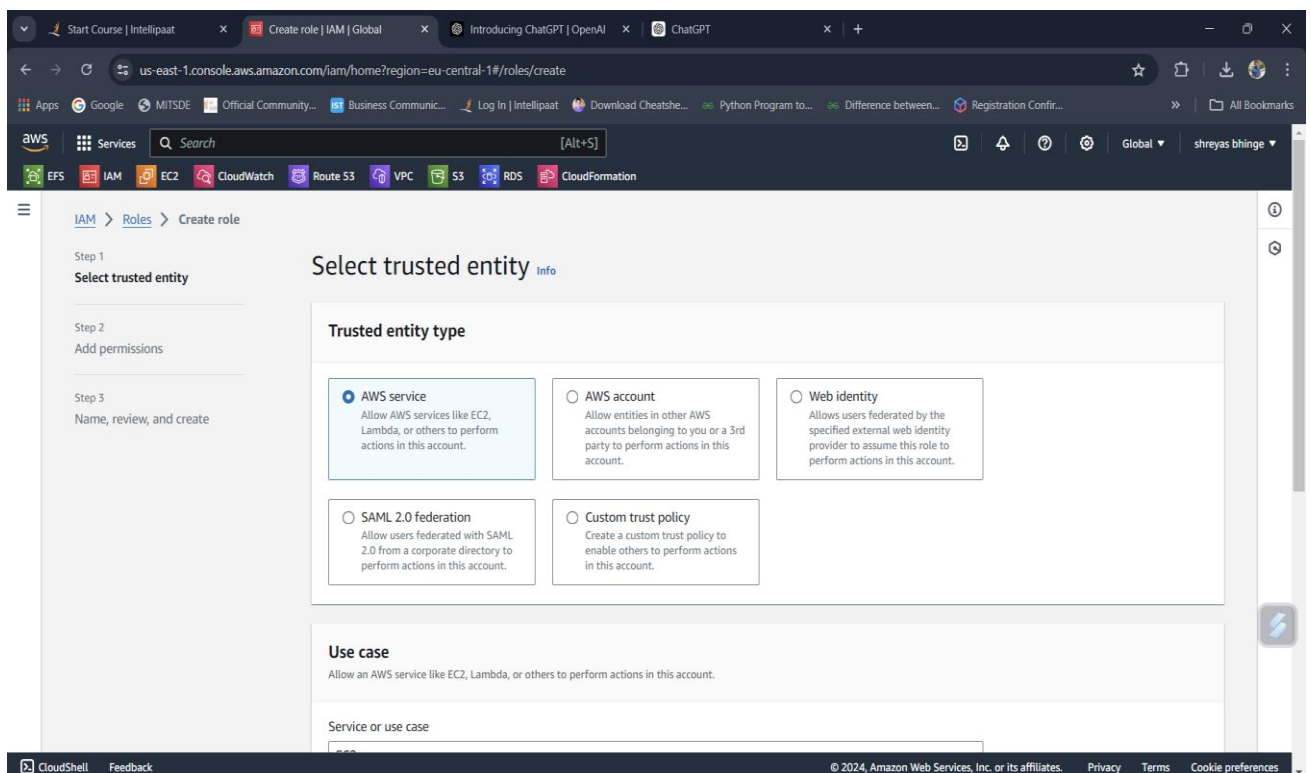 Start Course | Intellipaat
Create role | IAM | Global
Introducing ChatGPT | OpenAI
ChatGPT
us-east-1.console.aws.amazon.com/iam/home?region=eu-central-1#/roles/create
Apps Google MITSDE Official Community... Business Communic... Log In | Intellipaat Download Cheatshe... Python Program to... Difference between... Registration Confir... » All Bookmarks
aws Services Search [Alt+S] Global shreyas bhinge
EFS IAM EC2 CloudWatch Route 53 VPC S3 RDS CloudFormation
IAM > Roles > Create role
Step 1
Select trusted entity
Step 2
Add permissions
Step 3
Name, review, and create
Select trusted entity Info
Trusted entity type
AWS service
Allow AWS services like EC2,
Lambda, or others to perform
actions in this account.
AWS account
Allow entities in other AWS
accounts belonging to you or a 3rd
party to perform actions in this
account.
Web identity
Allows users federated by the
specified external web identity
provider to assume this role to
perform actions in this account.
SAML 2.0 federation
Allow users federated with SAML
2.0 from a corporate directory to
perform actions in this account.
Custom trust policy
Create a custom trust policy to
enable others to perform actions
in this account.
Use case
Allow an AWS service like EC2, Lambda, or others to perform actions in this account.
Service or use case
CloudShell Feedback © 2024, Amazon Web Services, Inc. or its affiliates. Privacy Terms Cookie preferences